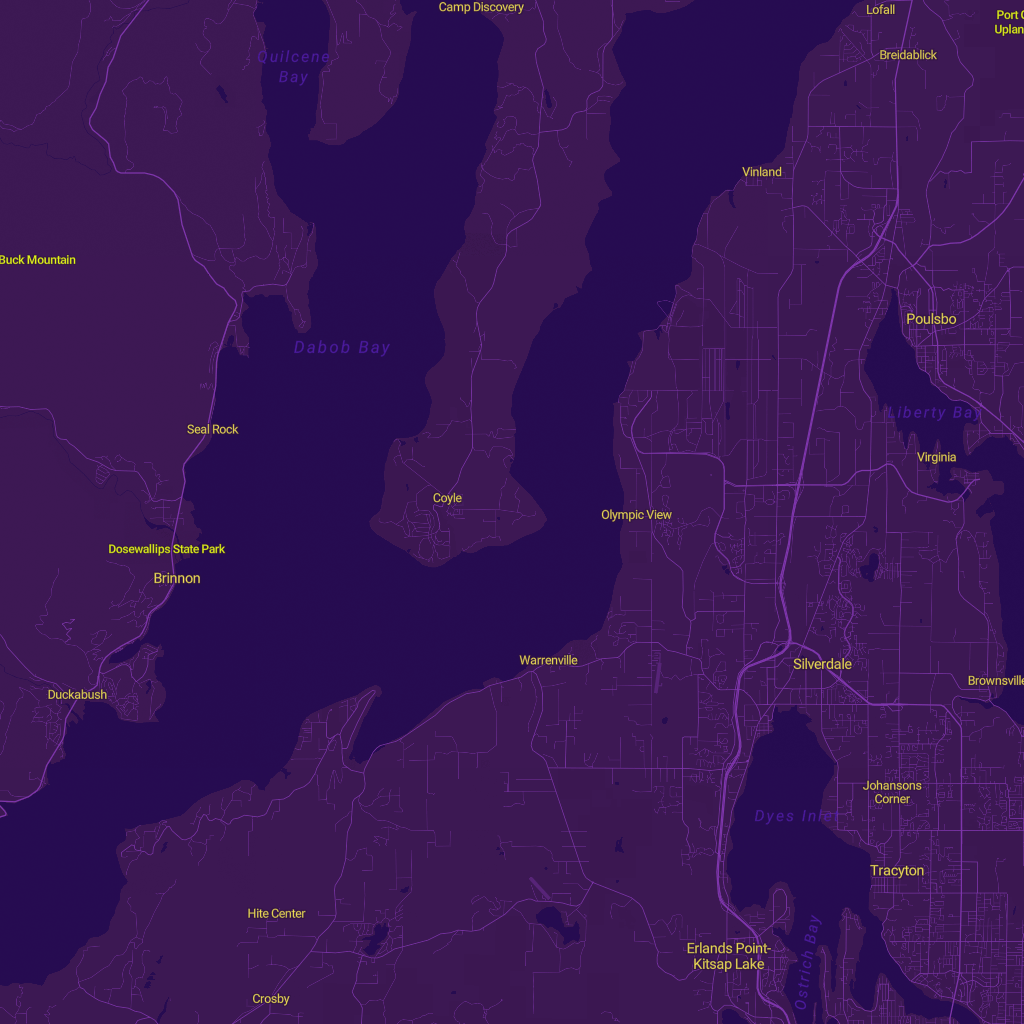 Camp Discovery
Lofall
Port
Uplan
Breidablick
Quilcene
Bay
Vinland
Buck Mountain
Poulsbo
Dabob Bay
Liberty Bay
Seal Rock
Virginia
Coyle
Olympic View
Dosewallips State Park
Brinnon
Warrenville
Silverdale
Brownsville
Duckabush
Johansons
Corner
Dyes Inlet
Tracyton
Hite Center
Erlands Point-
Kitsap Lake
Ostrich Bay
Crosby